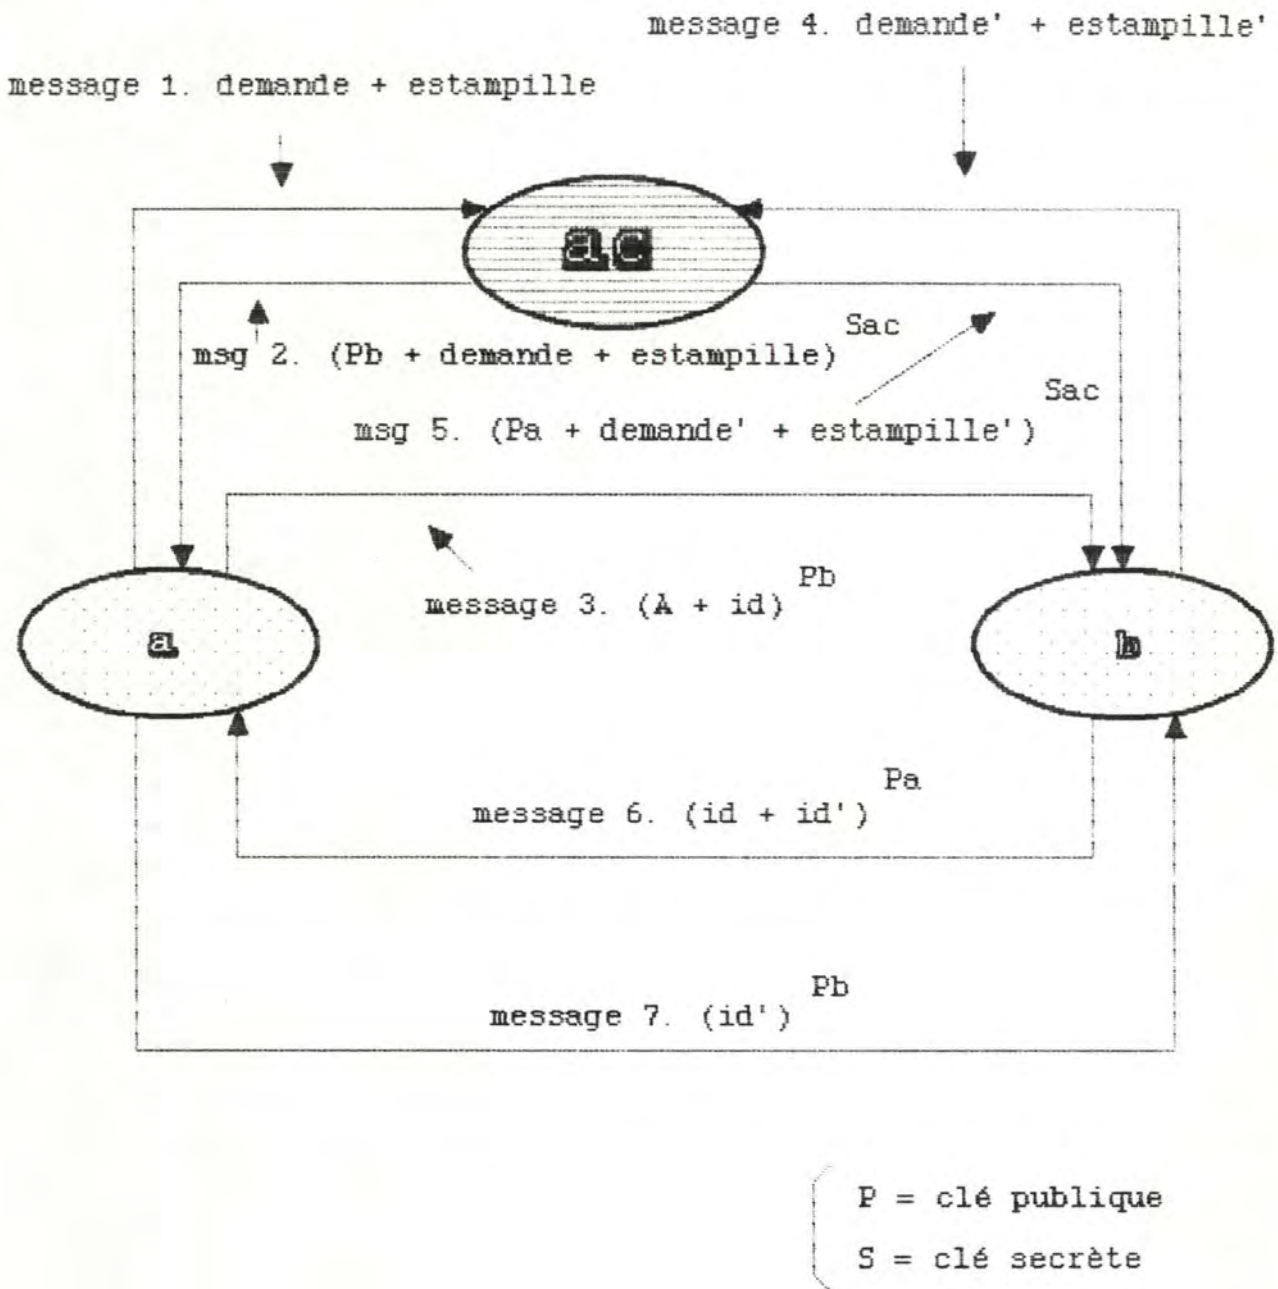 message 4. demande' + estampille'
message 1. demande + estampille
ac
msg 2. (Pb + demande + estampille) Sac
msg 5. (Pa + demande' + estampille') Sac
message 3. (A + id) Pb
a
b
message 6. (id + id') Pa
message 7. (id') Pb
P = clé publique
S = clé secrète